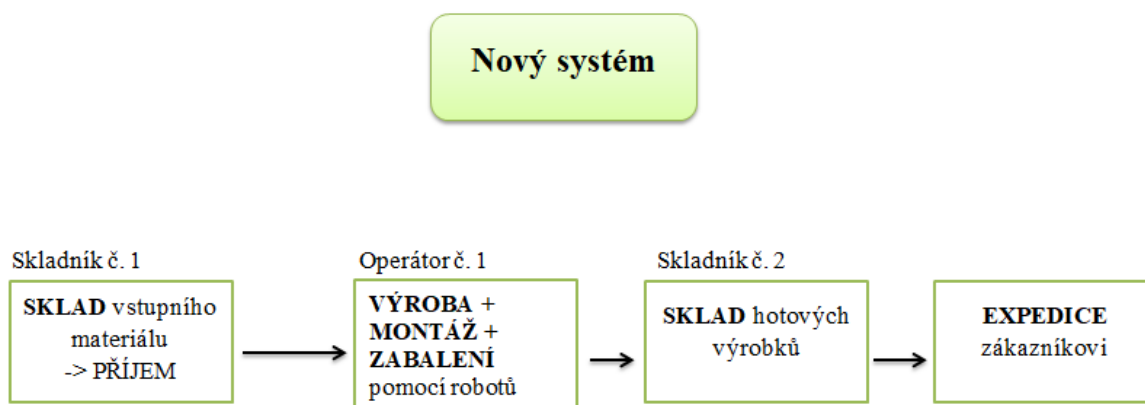 Nový systém
Skladník č. 1
SKLAD vstupního
materiálu
-> PŘÍJEM
Operátor č. 1
VÝROBA +
MONTÁŽ +
ZABALENÍ
pomocí robotů
Skladník č. 2
SKLAD hotových
výrobků
EXPEDICE
zákazníkovi